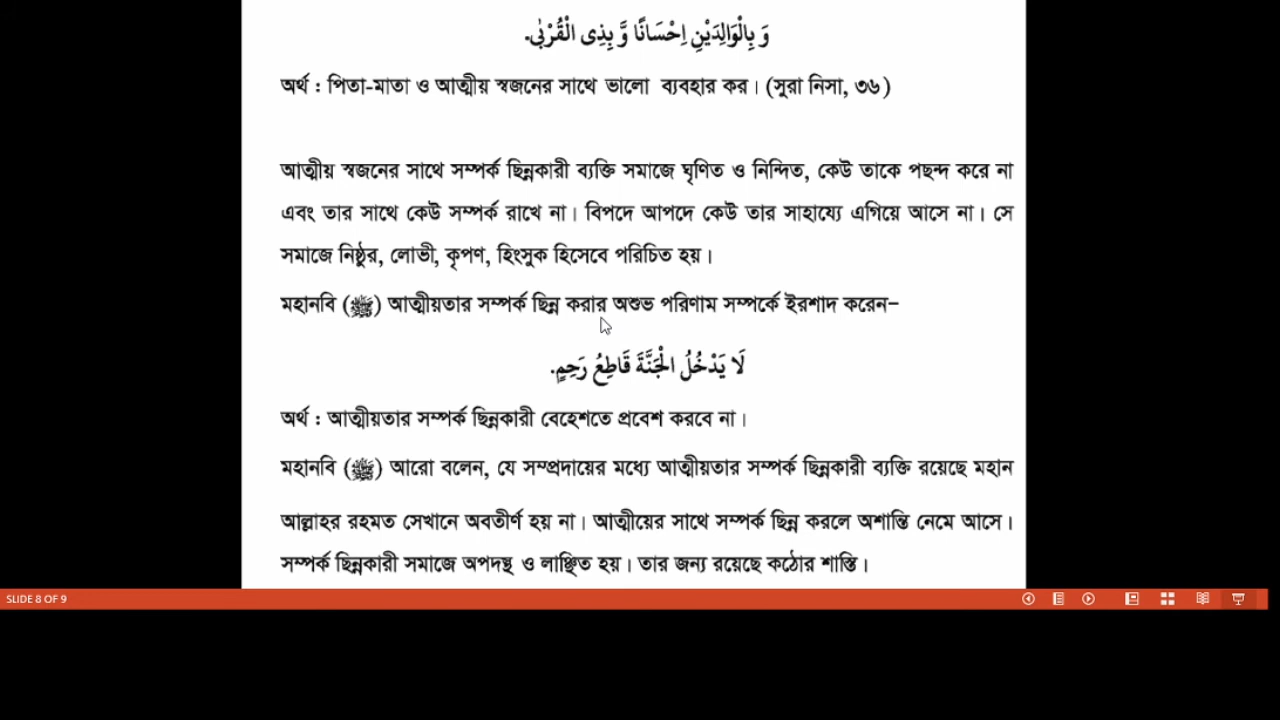 وَ بِالْوَالِدَيْنِ اِحْسَانًا وَّ بِذِى الْقُرْبٰى.
অর্থ : পিতা-মাতা ও আত্মীয় স্বজনের সাথে ভালো ব্যবহার কর। (সুরা নিসা, ৩৬)
আত্মীয় স্বজনের সাথে সম্পর্ক ছিন্নকারী ব্যক্তি সমাজে ঘৃণিত ও নিন্দিত, কেউ তাকে পছন্দ করে না
এবং তার সাথে কেউ সম্পর্ক রাখে না। বিপদে আপদে কেউ তার সাহায্যে এগিয়ে আসে না। সে
সমাজে নিষ্ঠুর, লোভী, কৃপণ, হিংসুক হিসেবে পরিচিত হয়।
মহানবি (ﷺ) আত্মীয়তার সম্পর্ক ছিন্ন করার অশুভ পরিণাম সম্পর্কে ইরশাদ করেন–
لَا يَدْخُلُ الْجَنَّةَ قَاطِعُ رَحِمٍ.
অর্থ : আত্মীয়তার সম্পর্ক ছিন্নকারী বেহেশতে প্রবেশ করবে না।
মহানবি (ﷺ) আরো বলেন, যে সম্প্রদায়ের মধ্যে আত্মীয়তার সম্পর্ক ছিন্নকারী ব্যক্তি রয়েছে মহান
আল্লাহর রহমত সেখানে অবতীর্ণ হয় না। আত্মীয়ের সাথে সম্পর্ক ছিন্ন করলে অশান্তি নেমে আসে।
সম্পর্ক ছিন্নকারী সমাজে অপদস্থ ও লাঞ্ছিত হয়। তার জন্য রয়েছে কঠোর শাস্তি।
SLIDE 8 OF 9